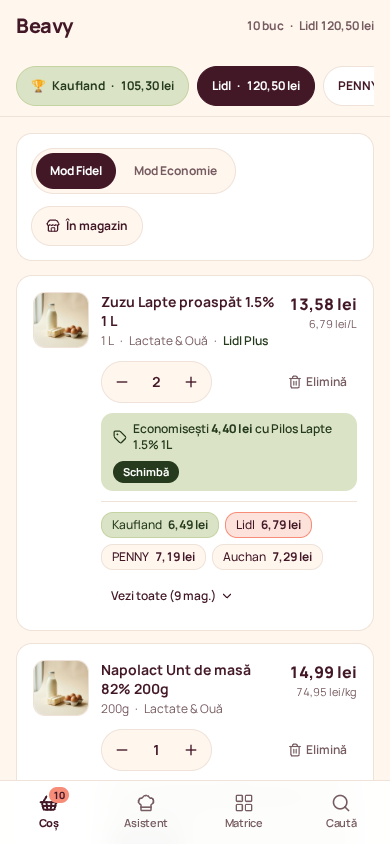 Beavy
10 buc · Lidl 120,50 lei
🏆 Kaufland · 105,30 lei
Lidl · 120,50 lei
PENNY
Mod Fidel
Mod Economie
În magazin
Zuzu Lapte proaspăt 1.5%
1 L
13,58 lei
6,79 lei/L
1 L · Lactate & Ouă · Lidl Plus
2
Elimină
Economisești 4,40 lei cu Pilos Lapte
1.5% 1L
Schimbă
Kaufland 6,49 lei
Lidl 6,79 lei
PENNY 7,19 lei
Auchan 7,29 lei
Vezi toate (9 mag.)
Napolact Unt de masă
82% 200g
14,99 lei
74,95 lei/kg
200g · Lactate & Ouă
1
Elimină
10
Coș
Asistent
Matrice
Caută